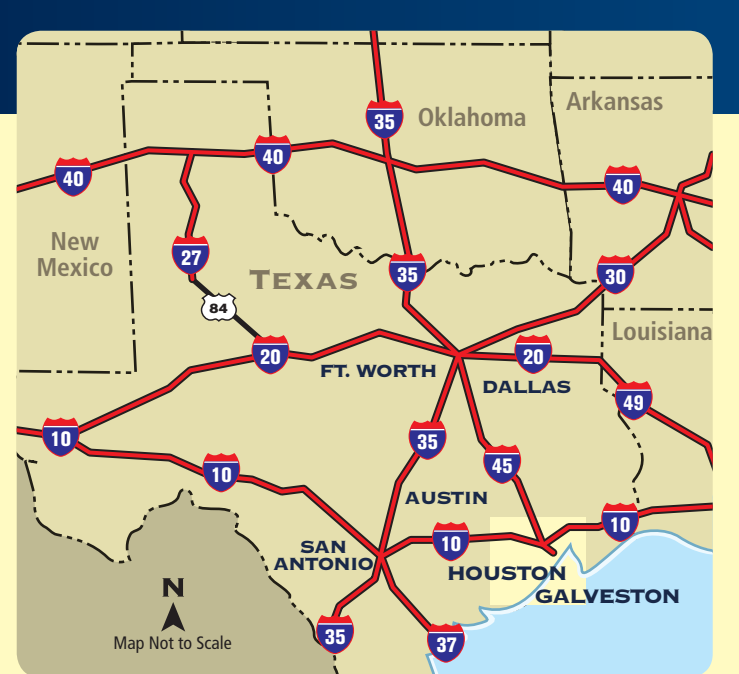 35
Oklahoma
Arkansas
40
40
40
New
Mexico
27
TEXAS
35
30
84
20
FT. WORTH
20
DALLAS
Louisiana
49
10
35
45
10
AUSTIN
10
10
SAN
ANTONIO
HOUSTON
GALVESTON
N
Map Not to Scale
35
37